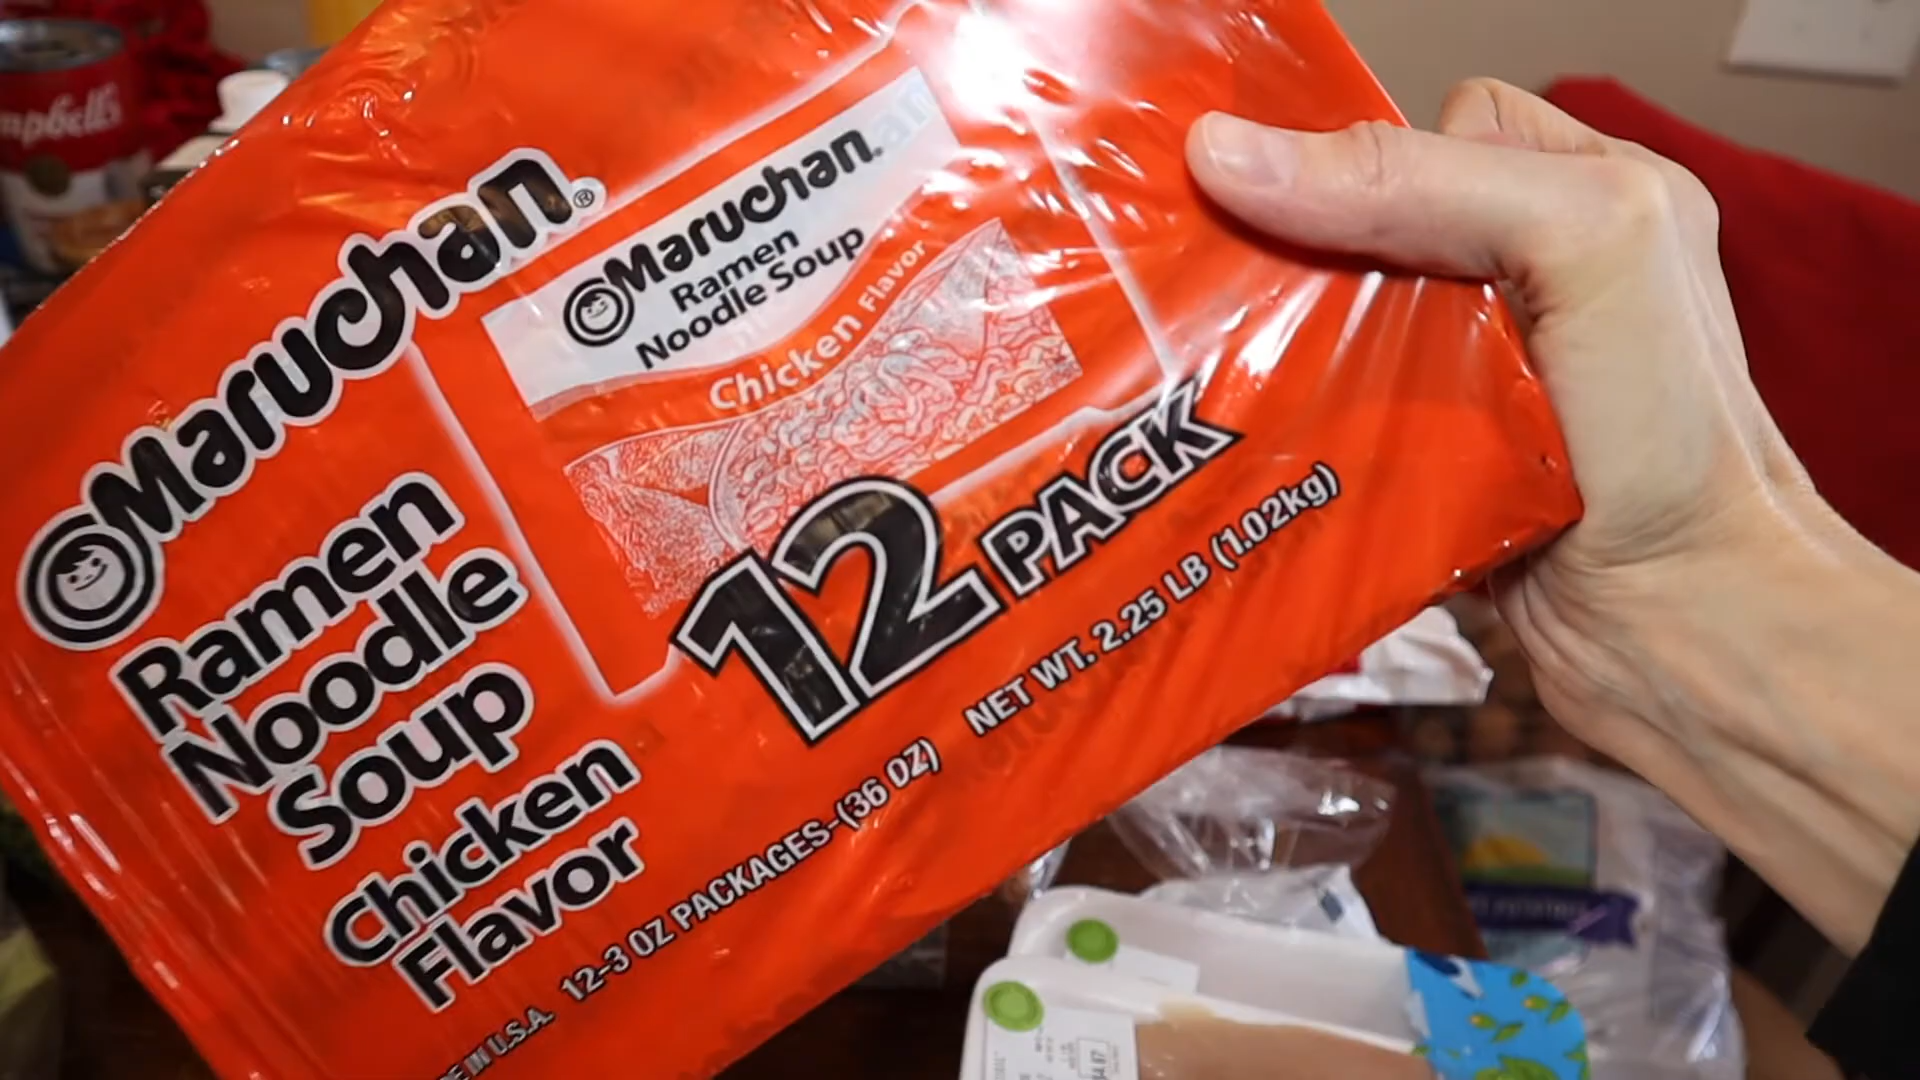 Maruchan®
Ramen
Noodle
Soup
Chicken
Flavor
Maruchan.
Ramen
Noodle Soup
Chicken Flavor
12 PACK
12-3 OZ PACKAGES-(36 OZ) NET WT. 2.25 LB (1.02kg)
IN U.S.A.